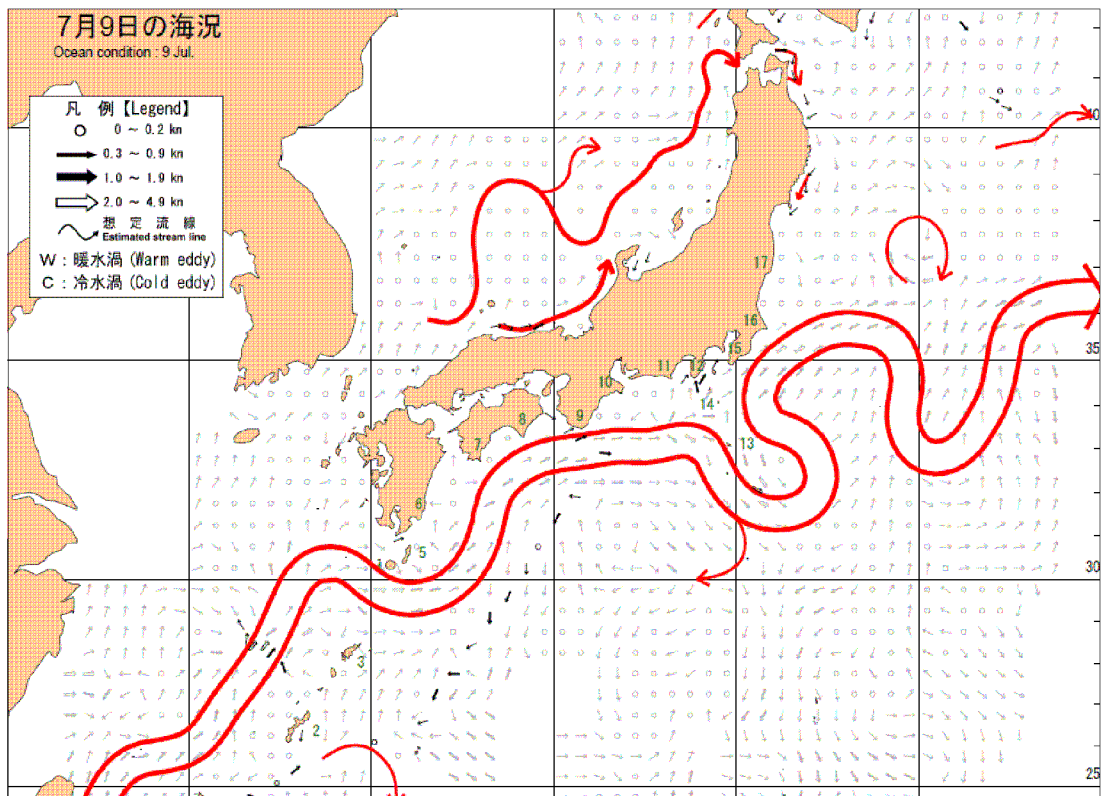 7月9日の海況
Ocean condition : 9 Jul.
凡 例【Legend】
0 ～ 0.2 kn
0.3 ～ 0.9 kn
1.0 ～ 1.9 kn
2.0 ～ 4.9 kn
想 定 流 線
Estimated stream line
W : 暖水渦 (Warm eddy)
C : 冷水渦 (Cold eddy)
40
17
16
15
35
12
11
10
14
9
8
7
13
6
5
1
30
3
2
25